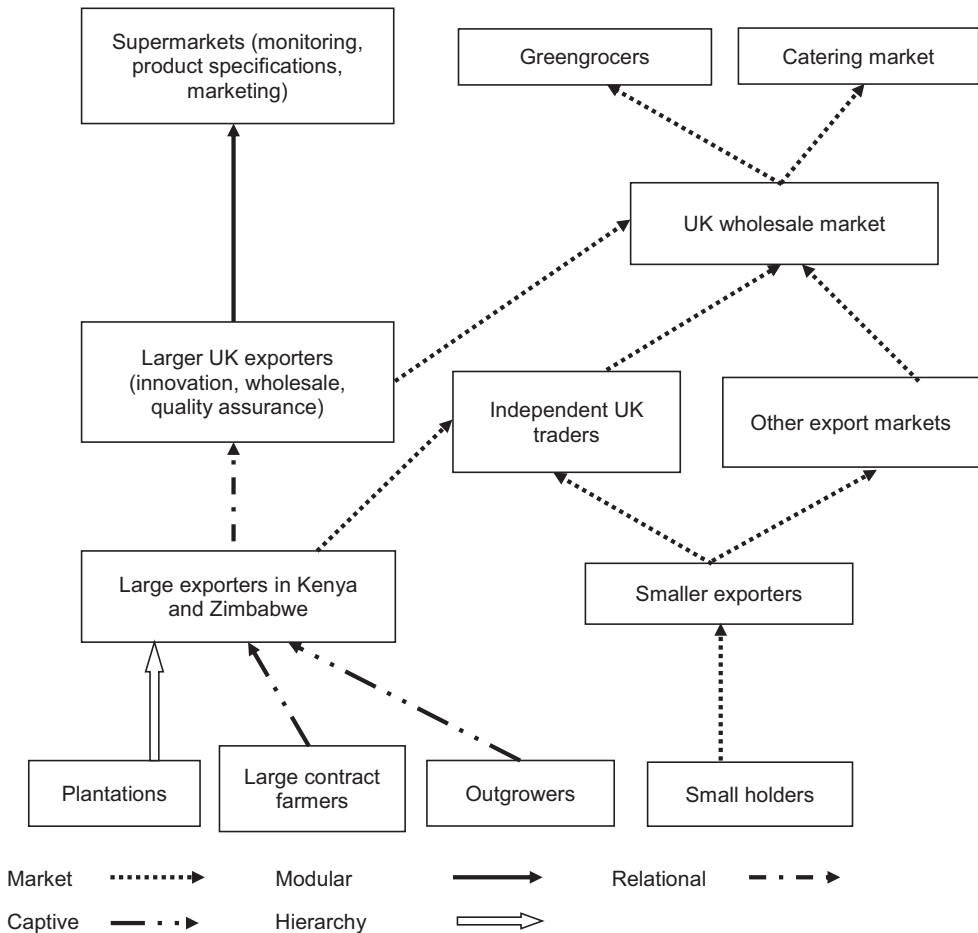 Supermarkets (monitoring,
product specifications,
marketing)
Greengrocers
Catering market
UK wholesale market
Larger UK exporters
(innovation, wholesale,
quality assurance)
Independent UK
traders
Other export markets
Large exporters in Kenya
and Zimbabwe
Smaller exporters
Plantations
Large contract
farmers
Outgrowers
Small holders
Market
Modular
Relational
Captive
Hierarchy